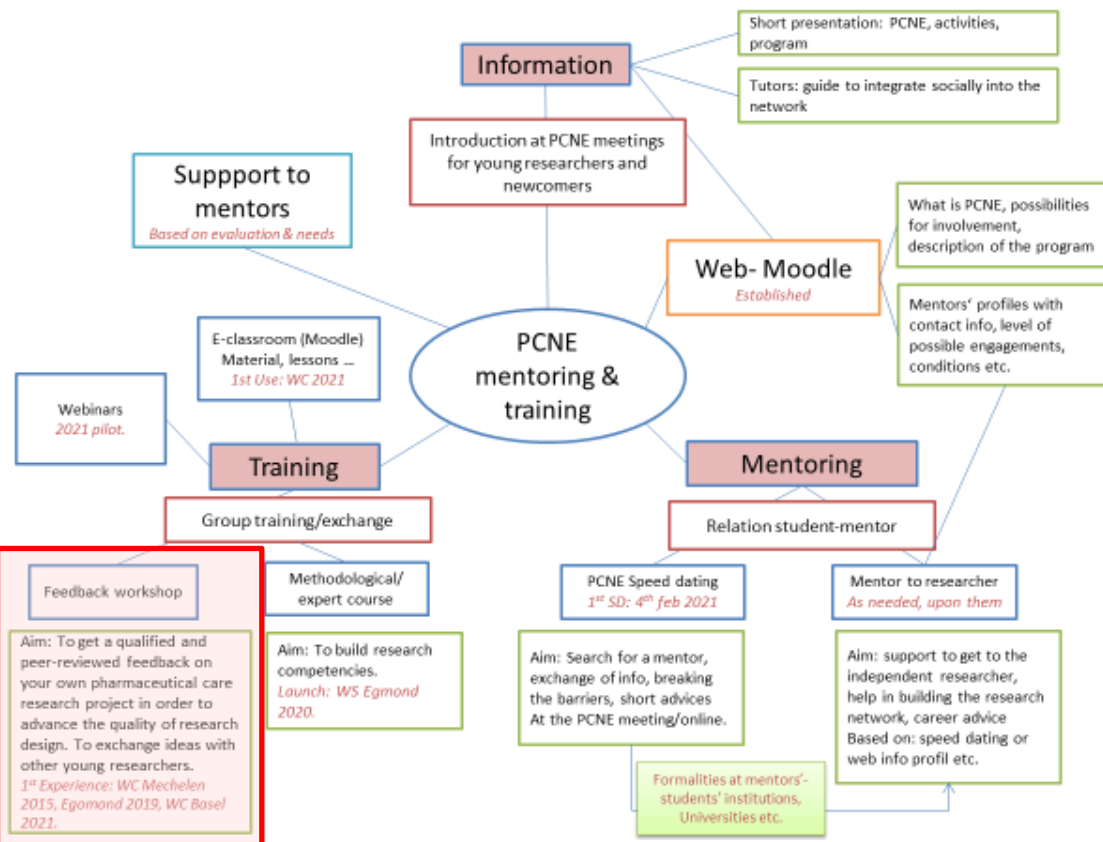 Short presentation: PCNE, activities,
program
Information
Tutors: guide to integrate socially into the
network
Introduction at PCNE meetings
for young researchers and
newcomers
Suppport to
mentors
Based on evaluation & needs
What is PCNE, possibilities
for involvement,
description of the program
Web- Moodle
Established
Mentors‘ profiles with
contact info, level of
possible engagements,
conditions etc.
PCNE
mentoring &
training
E-classroom (Moodle)
Material, lessons …
1st Use: WC 2021
Webinars
2021 pilot.
Training
Mentoring
Group training/exchange
Relation student-mentor
Feedback workshop
Methodological/
expert course
PCNE Speed dating
1st SD: 4th feb 2021
Mentor to researcher
As needed, upon them
Aim: To get a qualified and
peer-reviewed feedback on
your own pharmaceutical care
research project in order to
advance the quality of research
design. To exchange ideas with
other young researchers.
1st Experience: WC Mechelen
2015, Egomond 2019, WC Basel
2021.
Aim: To build research
competencies.
Launch: WS Egmond
2020.
Aim: Search for a mentor,
exchange of info, breaking
the barriers, short advices
At the PCNE meeting/online.
Aim: support to get to the
independent researcher,
help in building the research
network, career advice
Based on: speed dating or
web info profil etc.
Formalities at mentors’-
students’ institutions,
Universities etc.